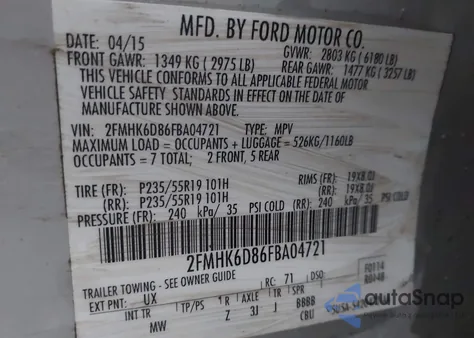 MFD. BY FORD MOTOR CO.
DATE: 04/15 GVWR: 2803 KG ( 6180 LB)
FRONT GAWR: 1349 KG ( 2975 LB) REAR GAWR: 1477 KG ( 3257 LB)
THIS VEHICLE CONFORMS TO ALL APPLICABLE FEDERAL MOTOR
VEHICLE SAFETY STANDARDS IN EFFECT ON THE DATE OF
MANUFACTURE SHOWN ABOVE.
VIN: 2FMHK6D86FBA04721 TYPE: MPV
MAXIMUM LOAD = OCCUPANTS + LUGGAGE = 526KG/1160LB
OCCUPANTS = 7 TOTAL; 2 FRONT, 5 REAR
TIRE (FR): P235/55R19 101H RIMS (FR): 19X8.0J
(RR): P235/55R19 101H (RR): 19X8.0J
PRESSURE (FR): 240 kPa/ 35 PSI COLD (RR): 240 kPa/ 35 PSI COLD
2FMHK6D86FBA04721
TRAILER TOWING - SEE OWNER GUIDE RC: 71 DSO: F0114
EXT PNT: UX
INT TR TP/PS R AXLE TR SPR
MW Z 3J J BBBB
CBU
autaSnap